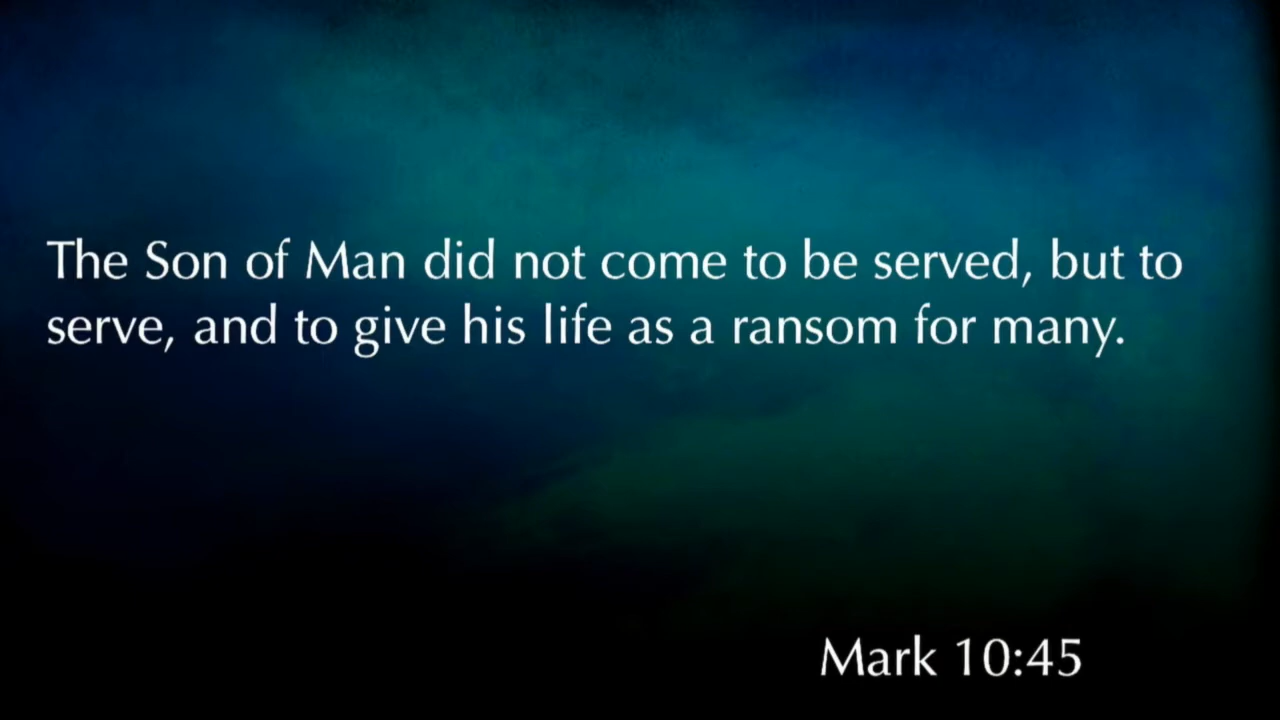 The Son of Man did not come to be served, but to
serve, and to give his life as a ransom for many.
Mark 10:45